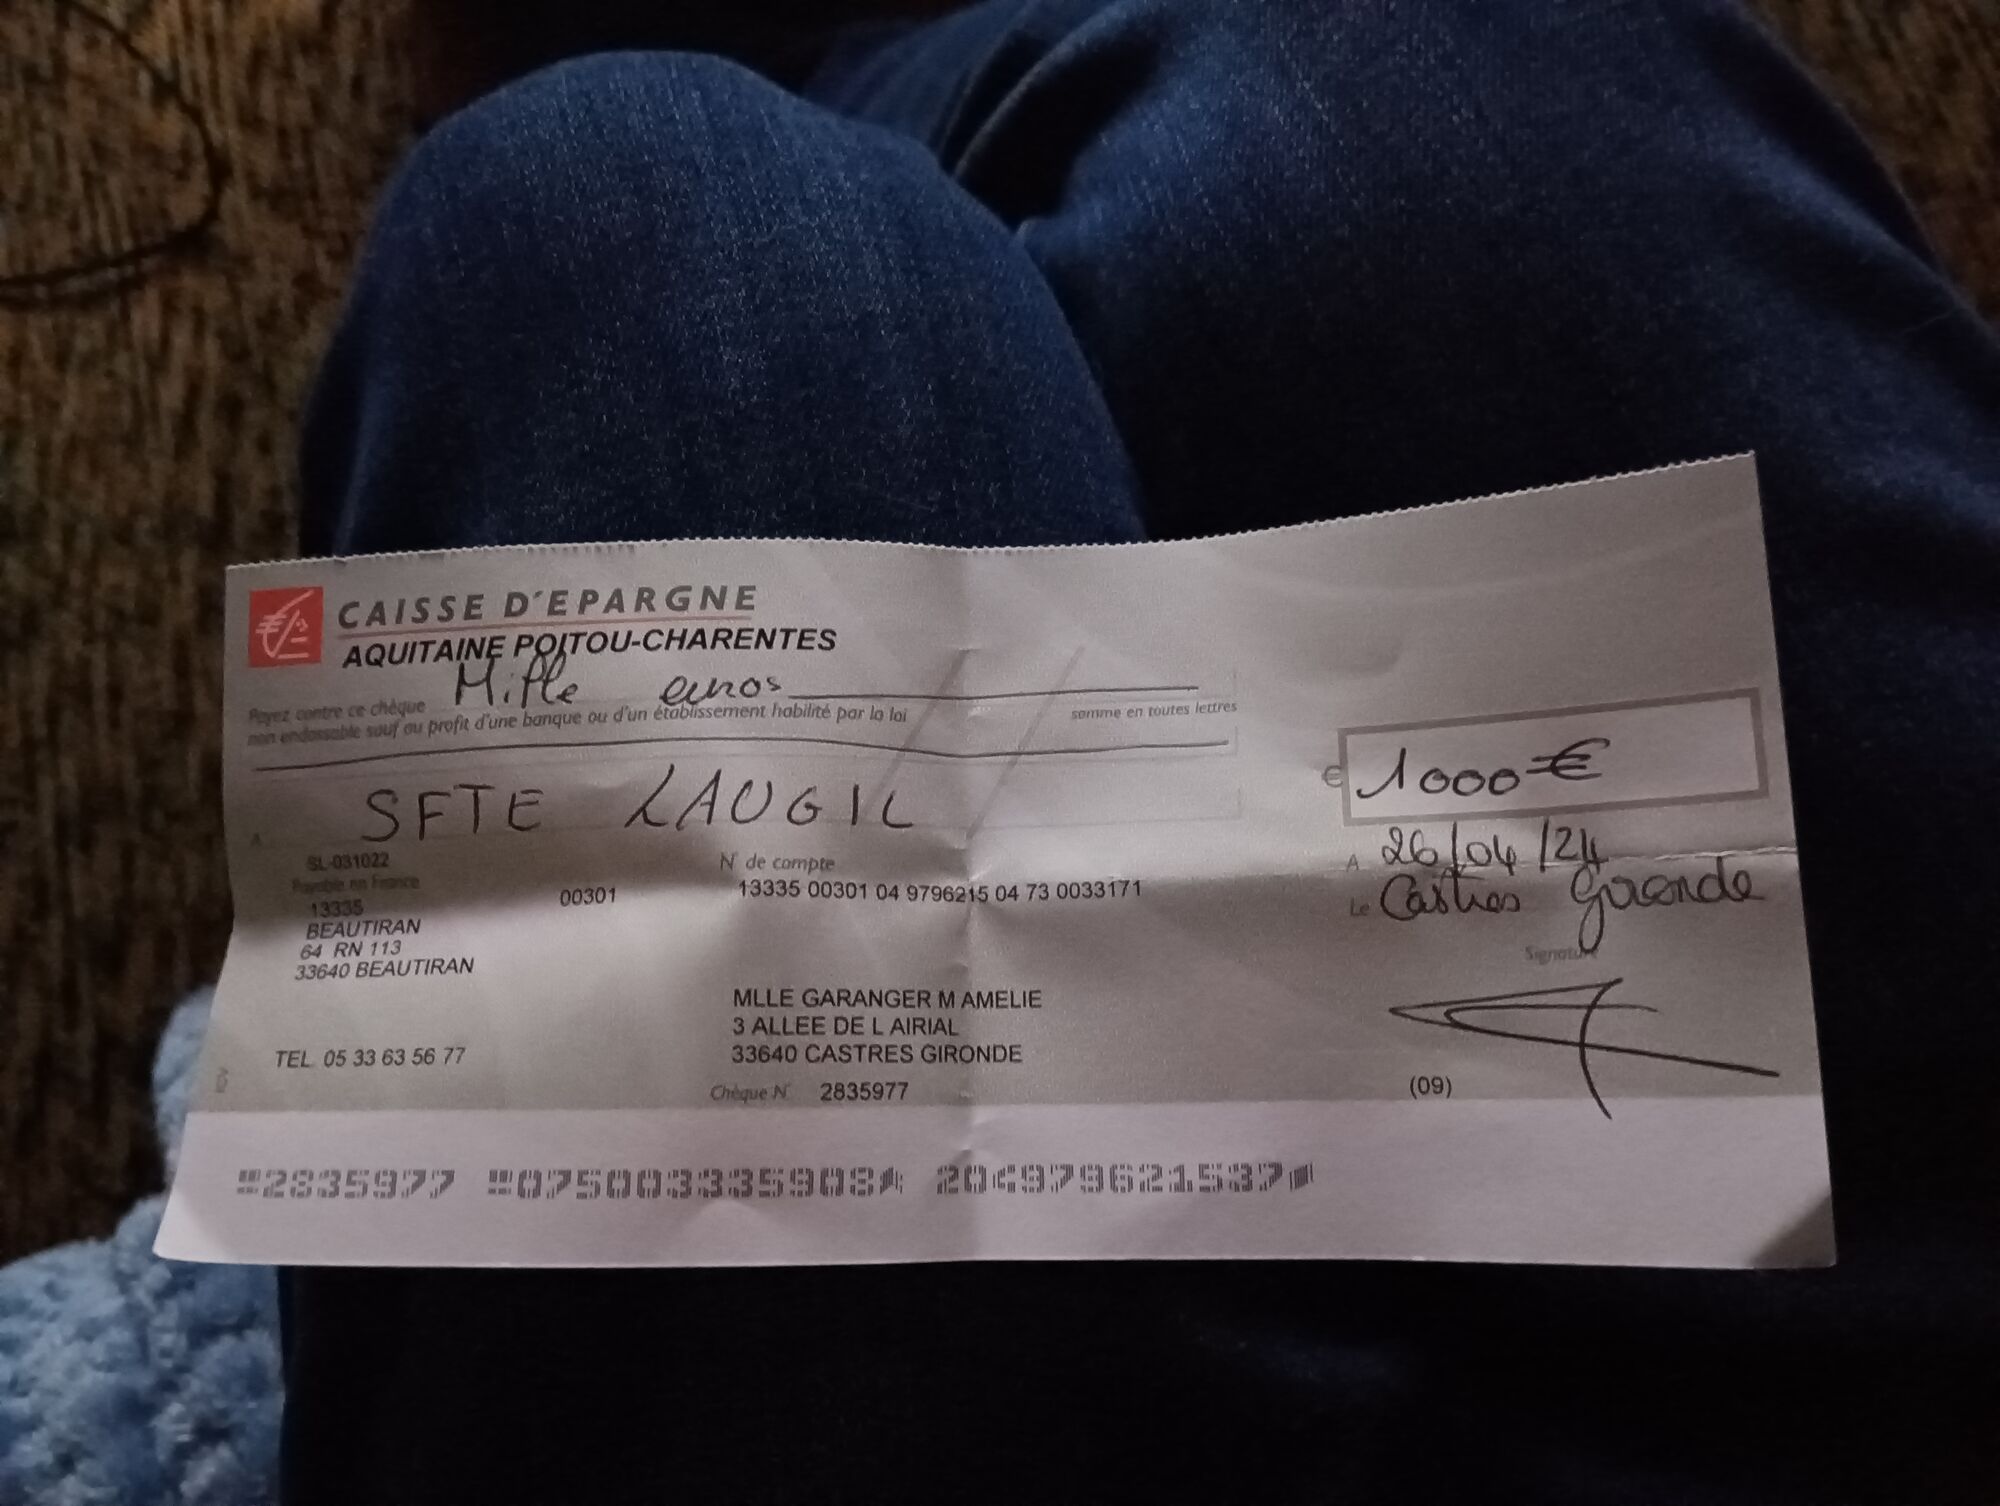 CAISSE D'EPARGNE
AQUITAINE POITOU-CHARENTES
Payez contre ce chèque Mille euros
non endossable sauf au profit d'une banque ou d'un établissement habilité par la loi
somme en toutes lettres
€ 1000 €
A SFTE LAUGIL
A 26/04/24
Le Castres Gironde
Signature
SL-031022
Payable en France
13335
00301
N° de compte
13335 00301 04 9796215 04 73 0033171
BEAUTIRAN
64 RN 113
33640 BEAUTIRAN
TEL. 05 33 63 56 77
MLLE GARANGER M AMELIE
3 ALLEE DE L AIRIAL
33640 CASTRES GIRONDE
Chèque N° 2835977
(09)
2835977 075003335908 204979621537